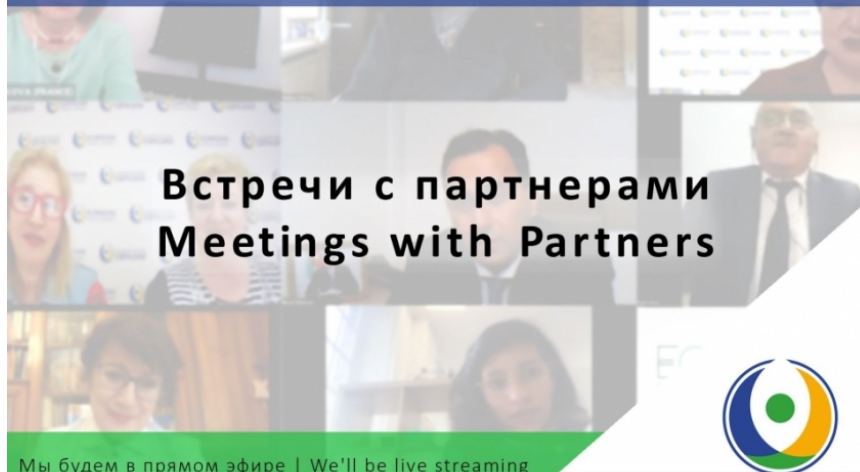 Встречи с партнерами
Meetings with Partners
Мы будем в прямом эфире | We'll be live streaming